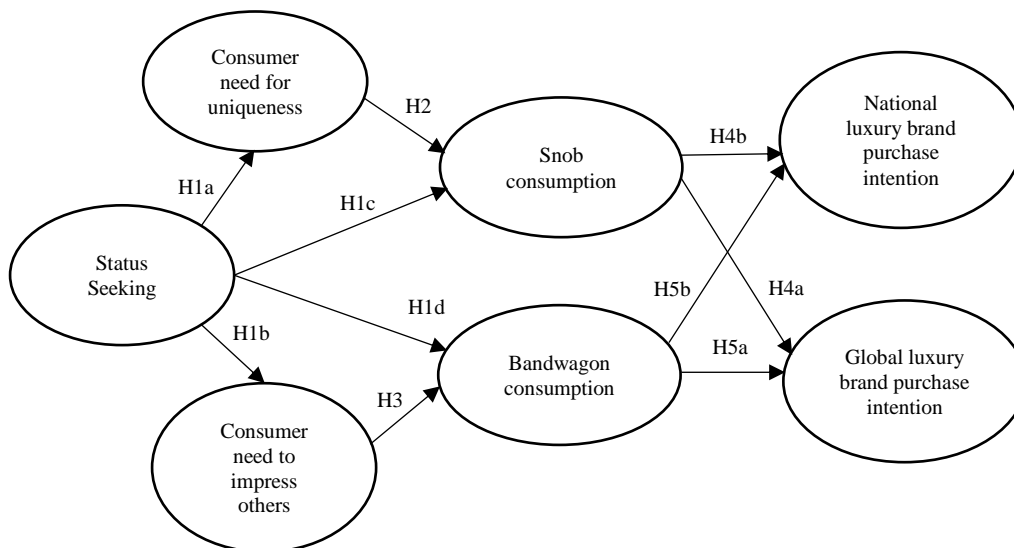 Consumer
need for
uniqueness
H2
National
luxury brand
purchase
intention
H4b
Snob
consumption
H1a
H1c
Status
Seeking
H5b
H4a
H1d
H1b
H5a
Bandwagon
consumption
Global luxury
brand purchase
intention
H3
Consumer
need to
impress
others